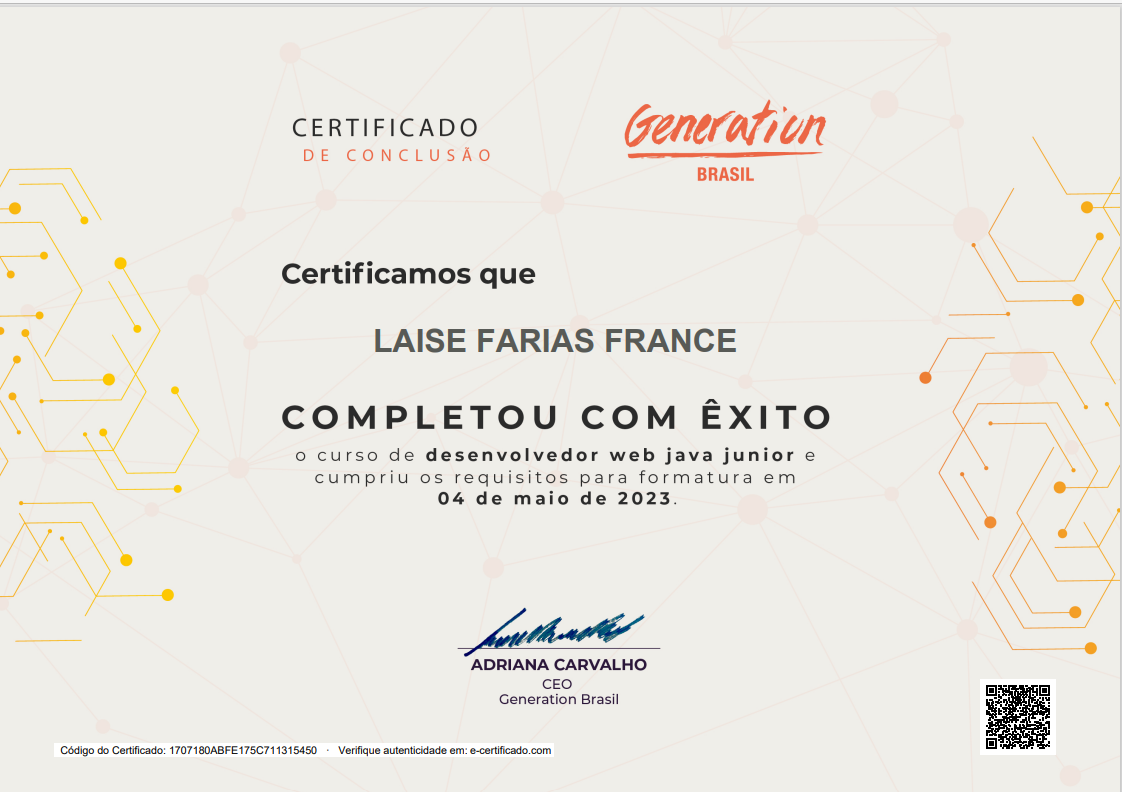 CERTIFICADO
DE CONCLUSÃO
Generation
BRASIL
Certificamos que
LAISE FARIAS FRANCE
COMPLETOU COM ÊXITO
o curso de desenvolvedor web java junior e
cumpriu os requisitos para formatura em
04 de maio de 2023.
ADRIANA CARVALHO
CEO
Generation Brasil
Código do Certificado: 1707180ABFE175C711315450 · Verifique autenticidade em: e-certificado.com